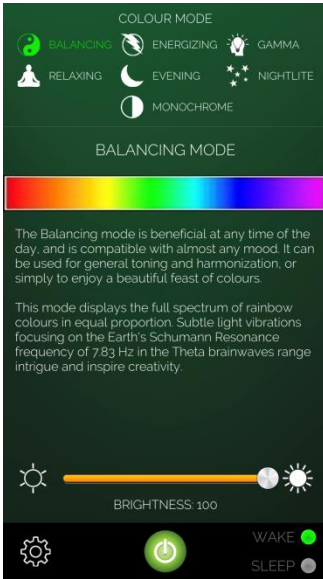 COLOUR MODE
BALANCING ENERGIZING GAMMA
RELAXING EVENING NIGHTLITE
MONOCHROME
BALANCING MODE
The Balancing mode is beneficial at any time of the
day, and is compatible with almost any mood. It can
be used for general toning and harmonization, or
simply to enjoy a beautiful feast of colours.
This mode displays the full spectrum of rainbow
colours in equal proportion. Subtle light vibrations
focusing on the Earth's Schumann Resonance
frequency of 7.83 Hz in the Theta brainwaves range
intrigue and inspire creativity.
BRIGHTNESS: 100
WAKE
SLEEP